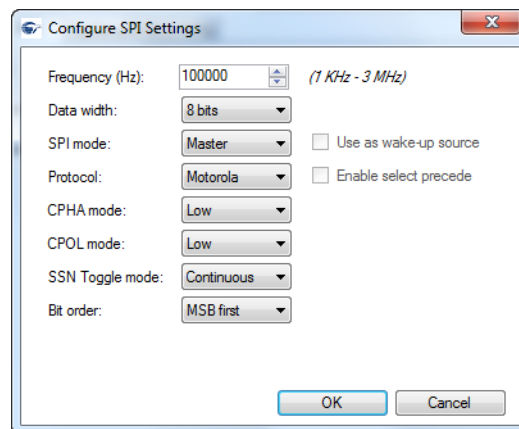 Configure SPI Settings
Frequency (Hz): 100000 (1 KHz - 3 MHz)
Data width: 8 bits
SPI mode: Master Use as wake-up source
Protocol: Motorola Enable select precede
CPHA mode: Low
CPOL mode: Low
SSN Toggle mode: Continuous
Bit order: MSB first
OK Cancel